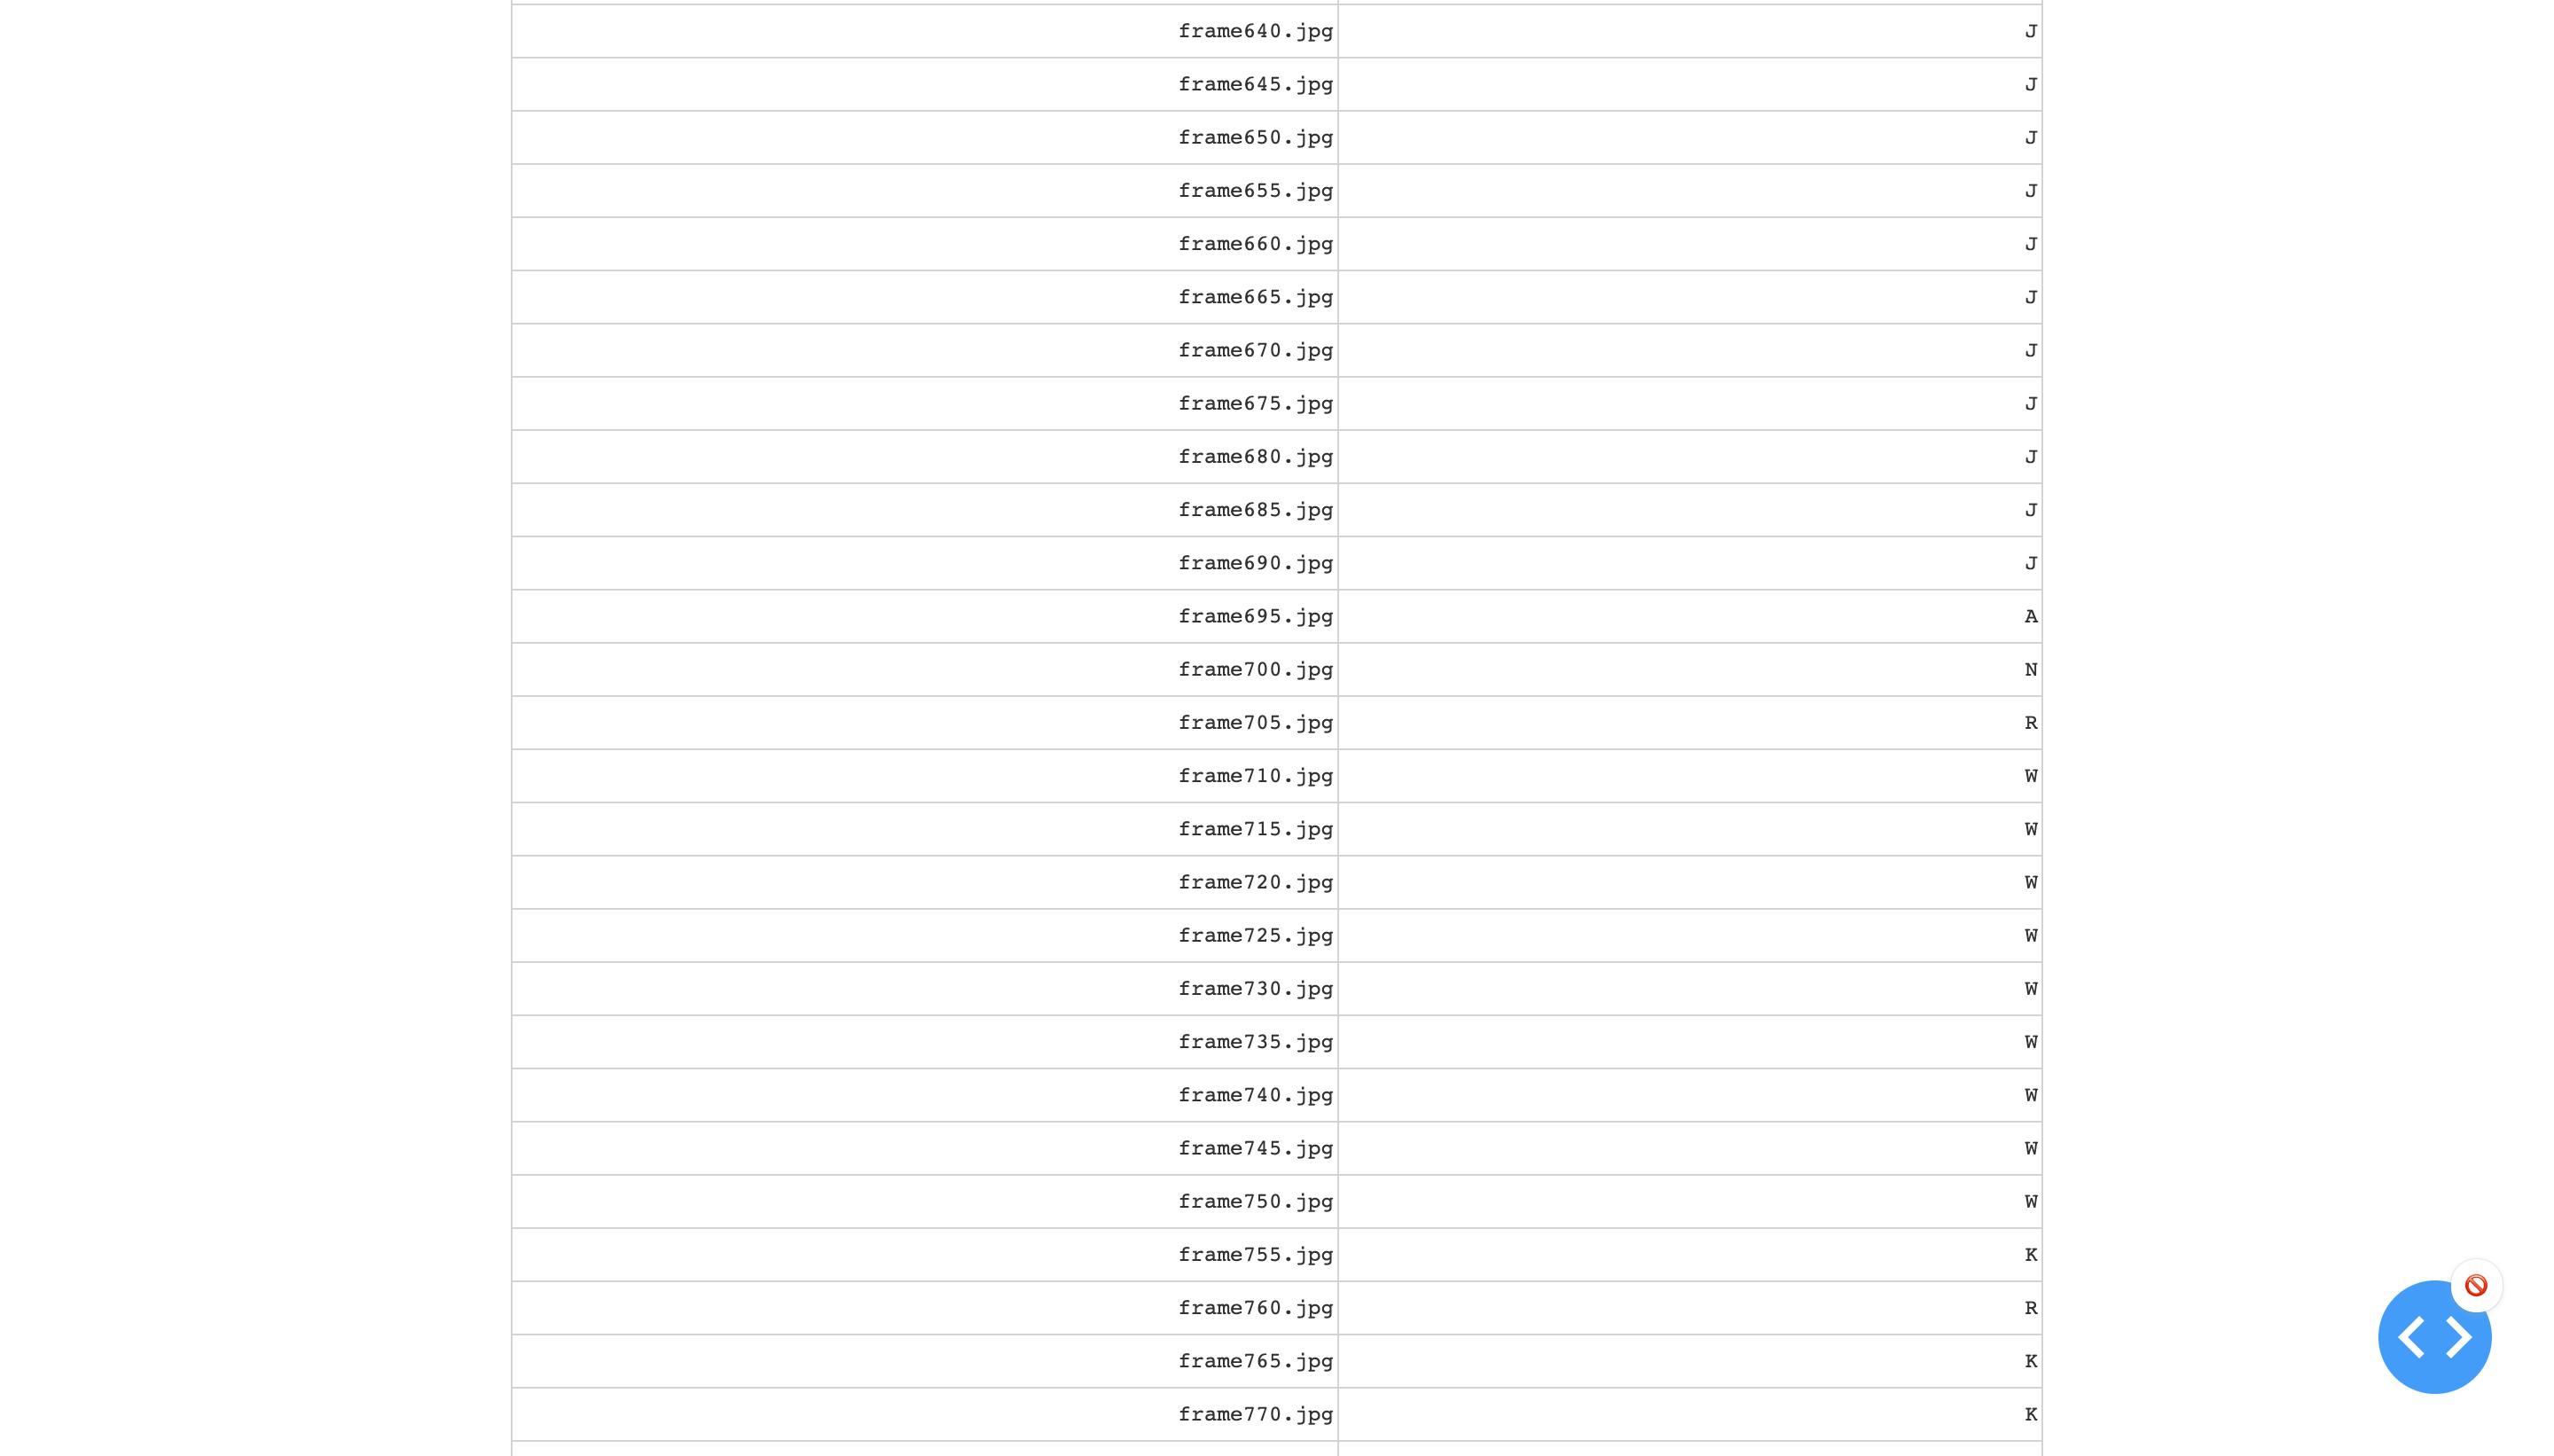 frame640.jpg J
frame645.jpg J
frame650.jpg J
frame655.jpg J
frame660.jpg J
frame665.jpg J
frame670.jpg J
frame675.jpg J
frame680.jpg J
frame685.jpg J
frame690.jpg J
frame695.jpg A
frame700.jpg N
frame705.jpg R
frame710.jpg W
frame715.jpg W
frame720.jpg W
frame725.jpg W
frame730.jpg W
frame735.jpg W
frame740.jpg W
frame745.jpg W
frame750.jpg W
frame755.jpg K
frame760.jpg R
frame765.jpg K
frame770.jpg K